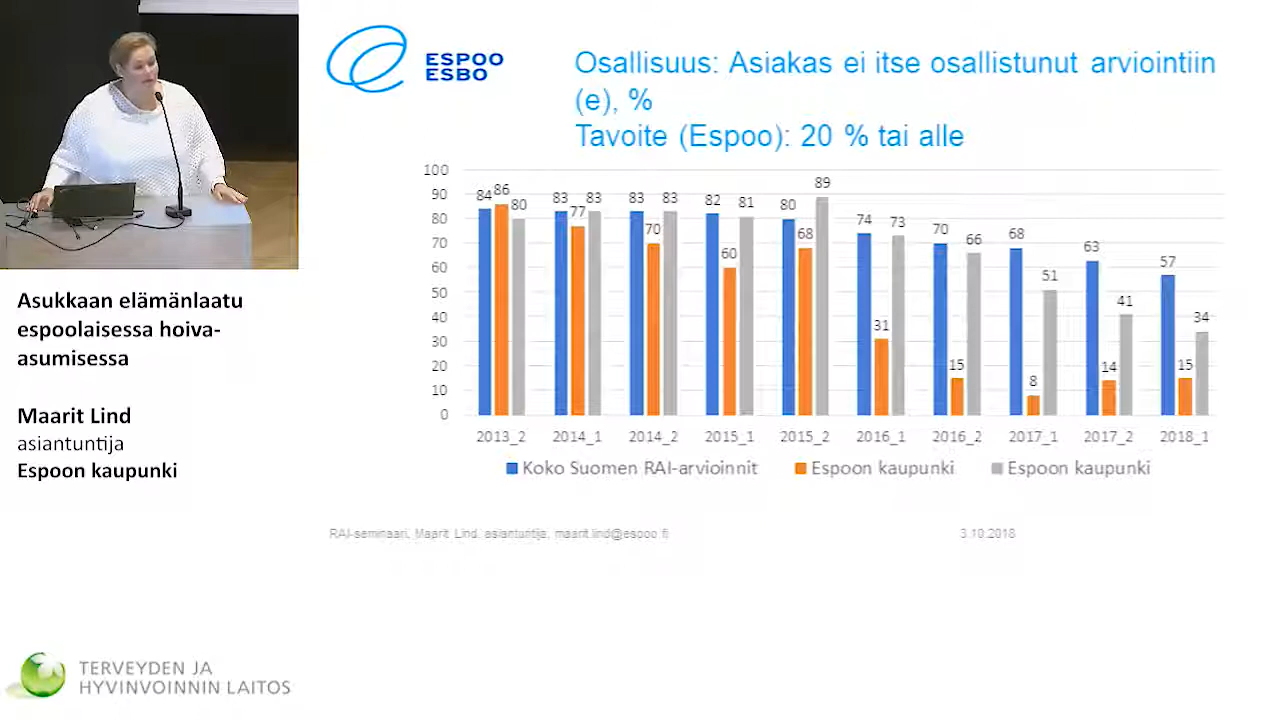 ESPOO
ESBO
Osallisuus: Asiakas ei itse osallistunut arviointiin
(e), %
Tavoite (Espoo): 20 % tai alle
100
90
80
70
60
50
40
30
20
10
0
84 86 80
83 77 83
83 70 83
82 60 81
80 68 89
74 31 73
70 15 66
68 8 51
63 14 41
57 15 34
2013_2 2014_1 2014_2 2015_1 2015_2 2016_1 2016_2 2017_1 2017_2 2018_1
Koko Suomen RAI-arvioinnit Espoon kaupunki Espoon kaupunki
RAI-seminaari, Maarit Lind, asiantuntija, maarit.lind@espoo.fi 3.10.2018
Asukkaan elämänlaatu
espoolaisessa hoiva-
asumisessa
Maarit Lind
asiantuntija
Espoon kaupunki
TERVEYDEN JA
HYVINVOINNIN LAITOS